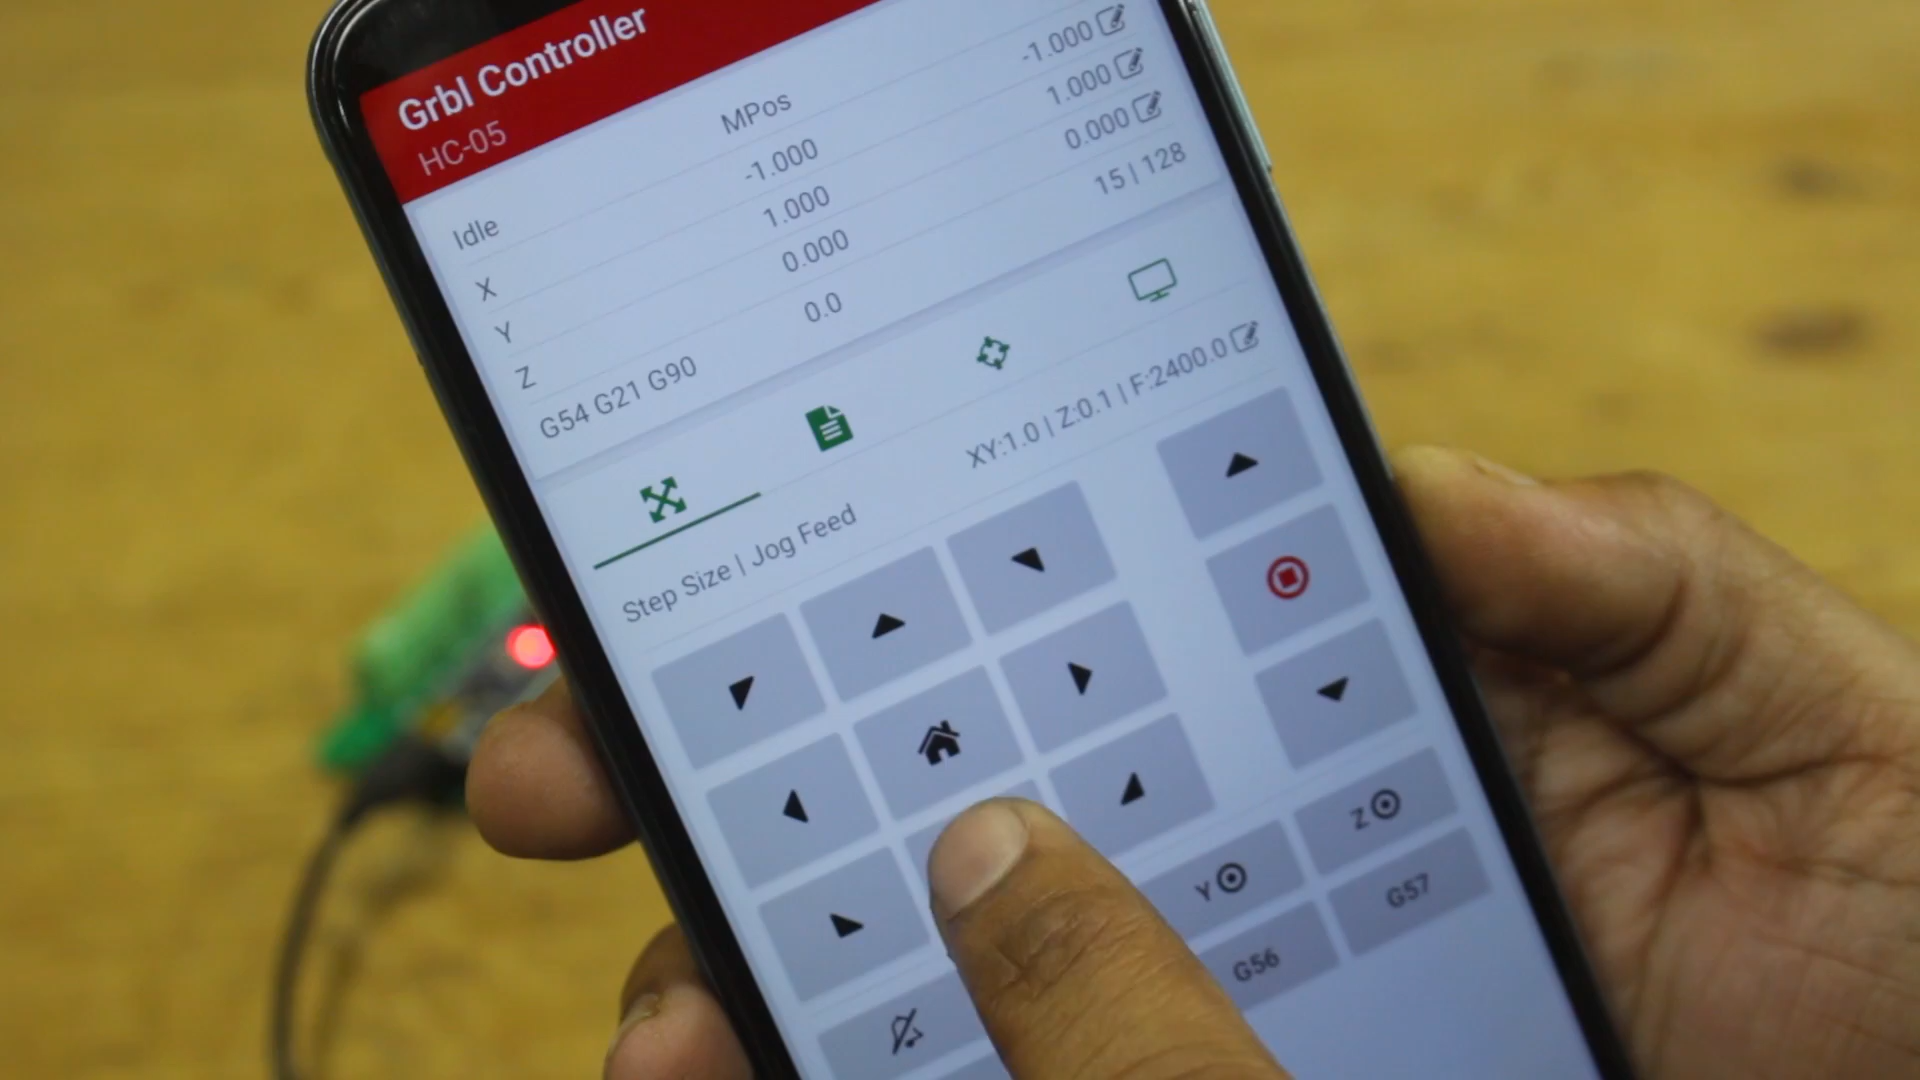 Grbl Controller
HC-05
Idle MPos
X -1.000 -1.000
Y 1.000 1.000
Z 0.000 0.000
G54 G21 G90 0.0 15 | 128
Step Size | Jog Feed XY:1.0 | Z:0.1 | F:2400.0
Y Z
G56 G57